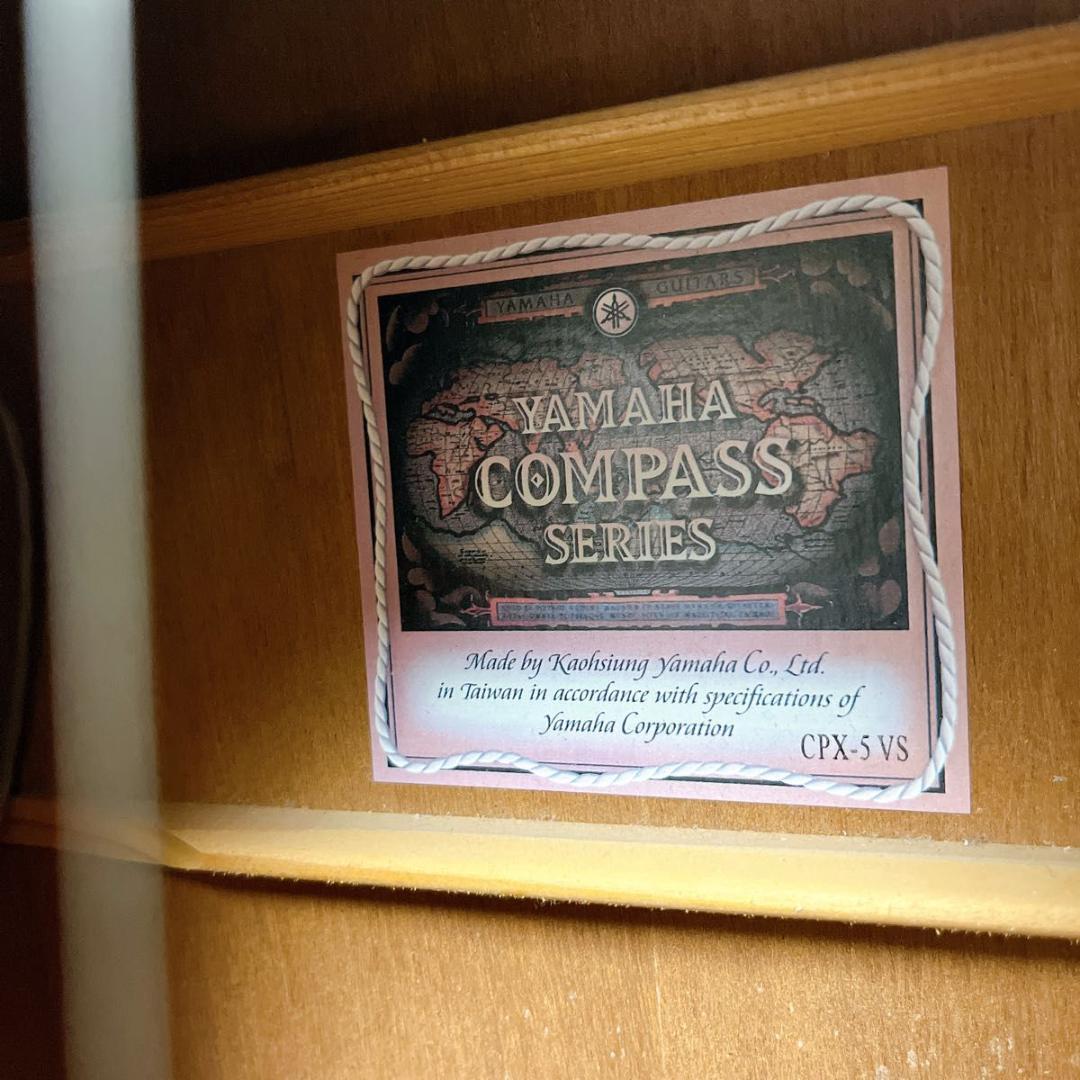 YAMAHA GUITARS
YAMAHA
COMPASS
SERIES
Made by Kaohsiung Yamaha Co., Ltd.
in Taiwan in accordance with specifications of
Yamaha Corporation
CPX-5 VS